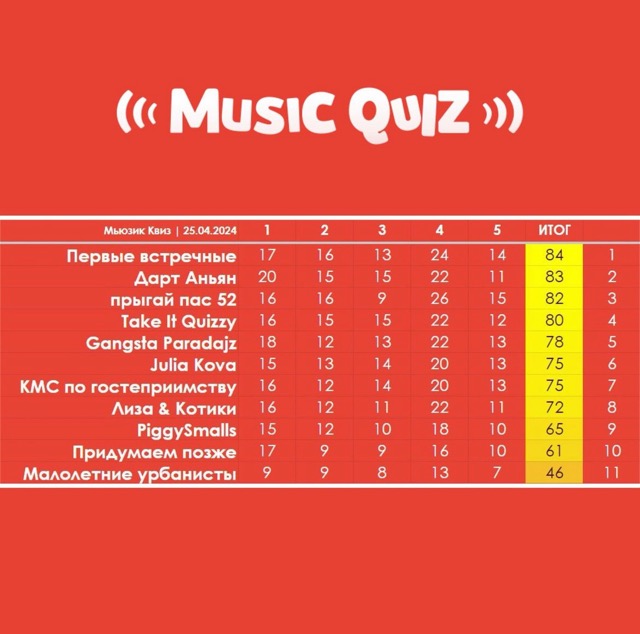 MUSIC QUIZ
Мьюзик Квиз | 25.04.2024 1 2 3 4 5 ИТОГ
Первые встречные 17 16 13 24 14 84 1
Дарт Аньян 20 15 15 22 11 83 2
прыгай пас 52 16 16 9 26 15 82 3
Take It Quizzy 16 15 15 22 12 80 4
Gangsta Paradajz 18 12 13 22 13 78 5
Julia Kova 15 13 14 20 13 75 6
КМС по гостеприимству 16 12 14 20 13 75 7
Лиза & Котики 16 12 11 22 11 72 8
PiggySmalls 15 12 10 18 10 65 9
Придумаем позже 17 9 9 16 10 61 10
Малолетние урбанисты 9 9 8 13 7 46 11